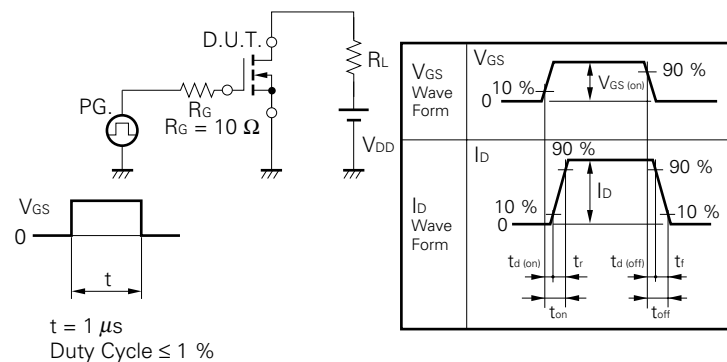 D.U.T.
RL
PG.
RG
RG = 10 Ω
VDD
VGS
0
t
t = 1 μs
Duty Cycle ≤ 1 %
VGS
Wave
Form
VGS
10 %
90 %
VGS (on)
0
ID
Wave
Form
ID
90 %
90 %
10 %
ID
10 %
0
td (on)
tr
td (off)
tf
ton
toff